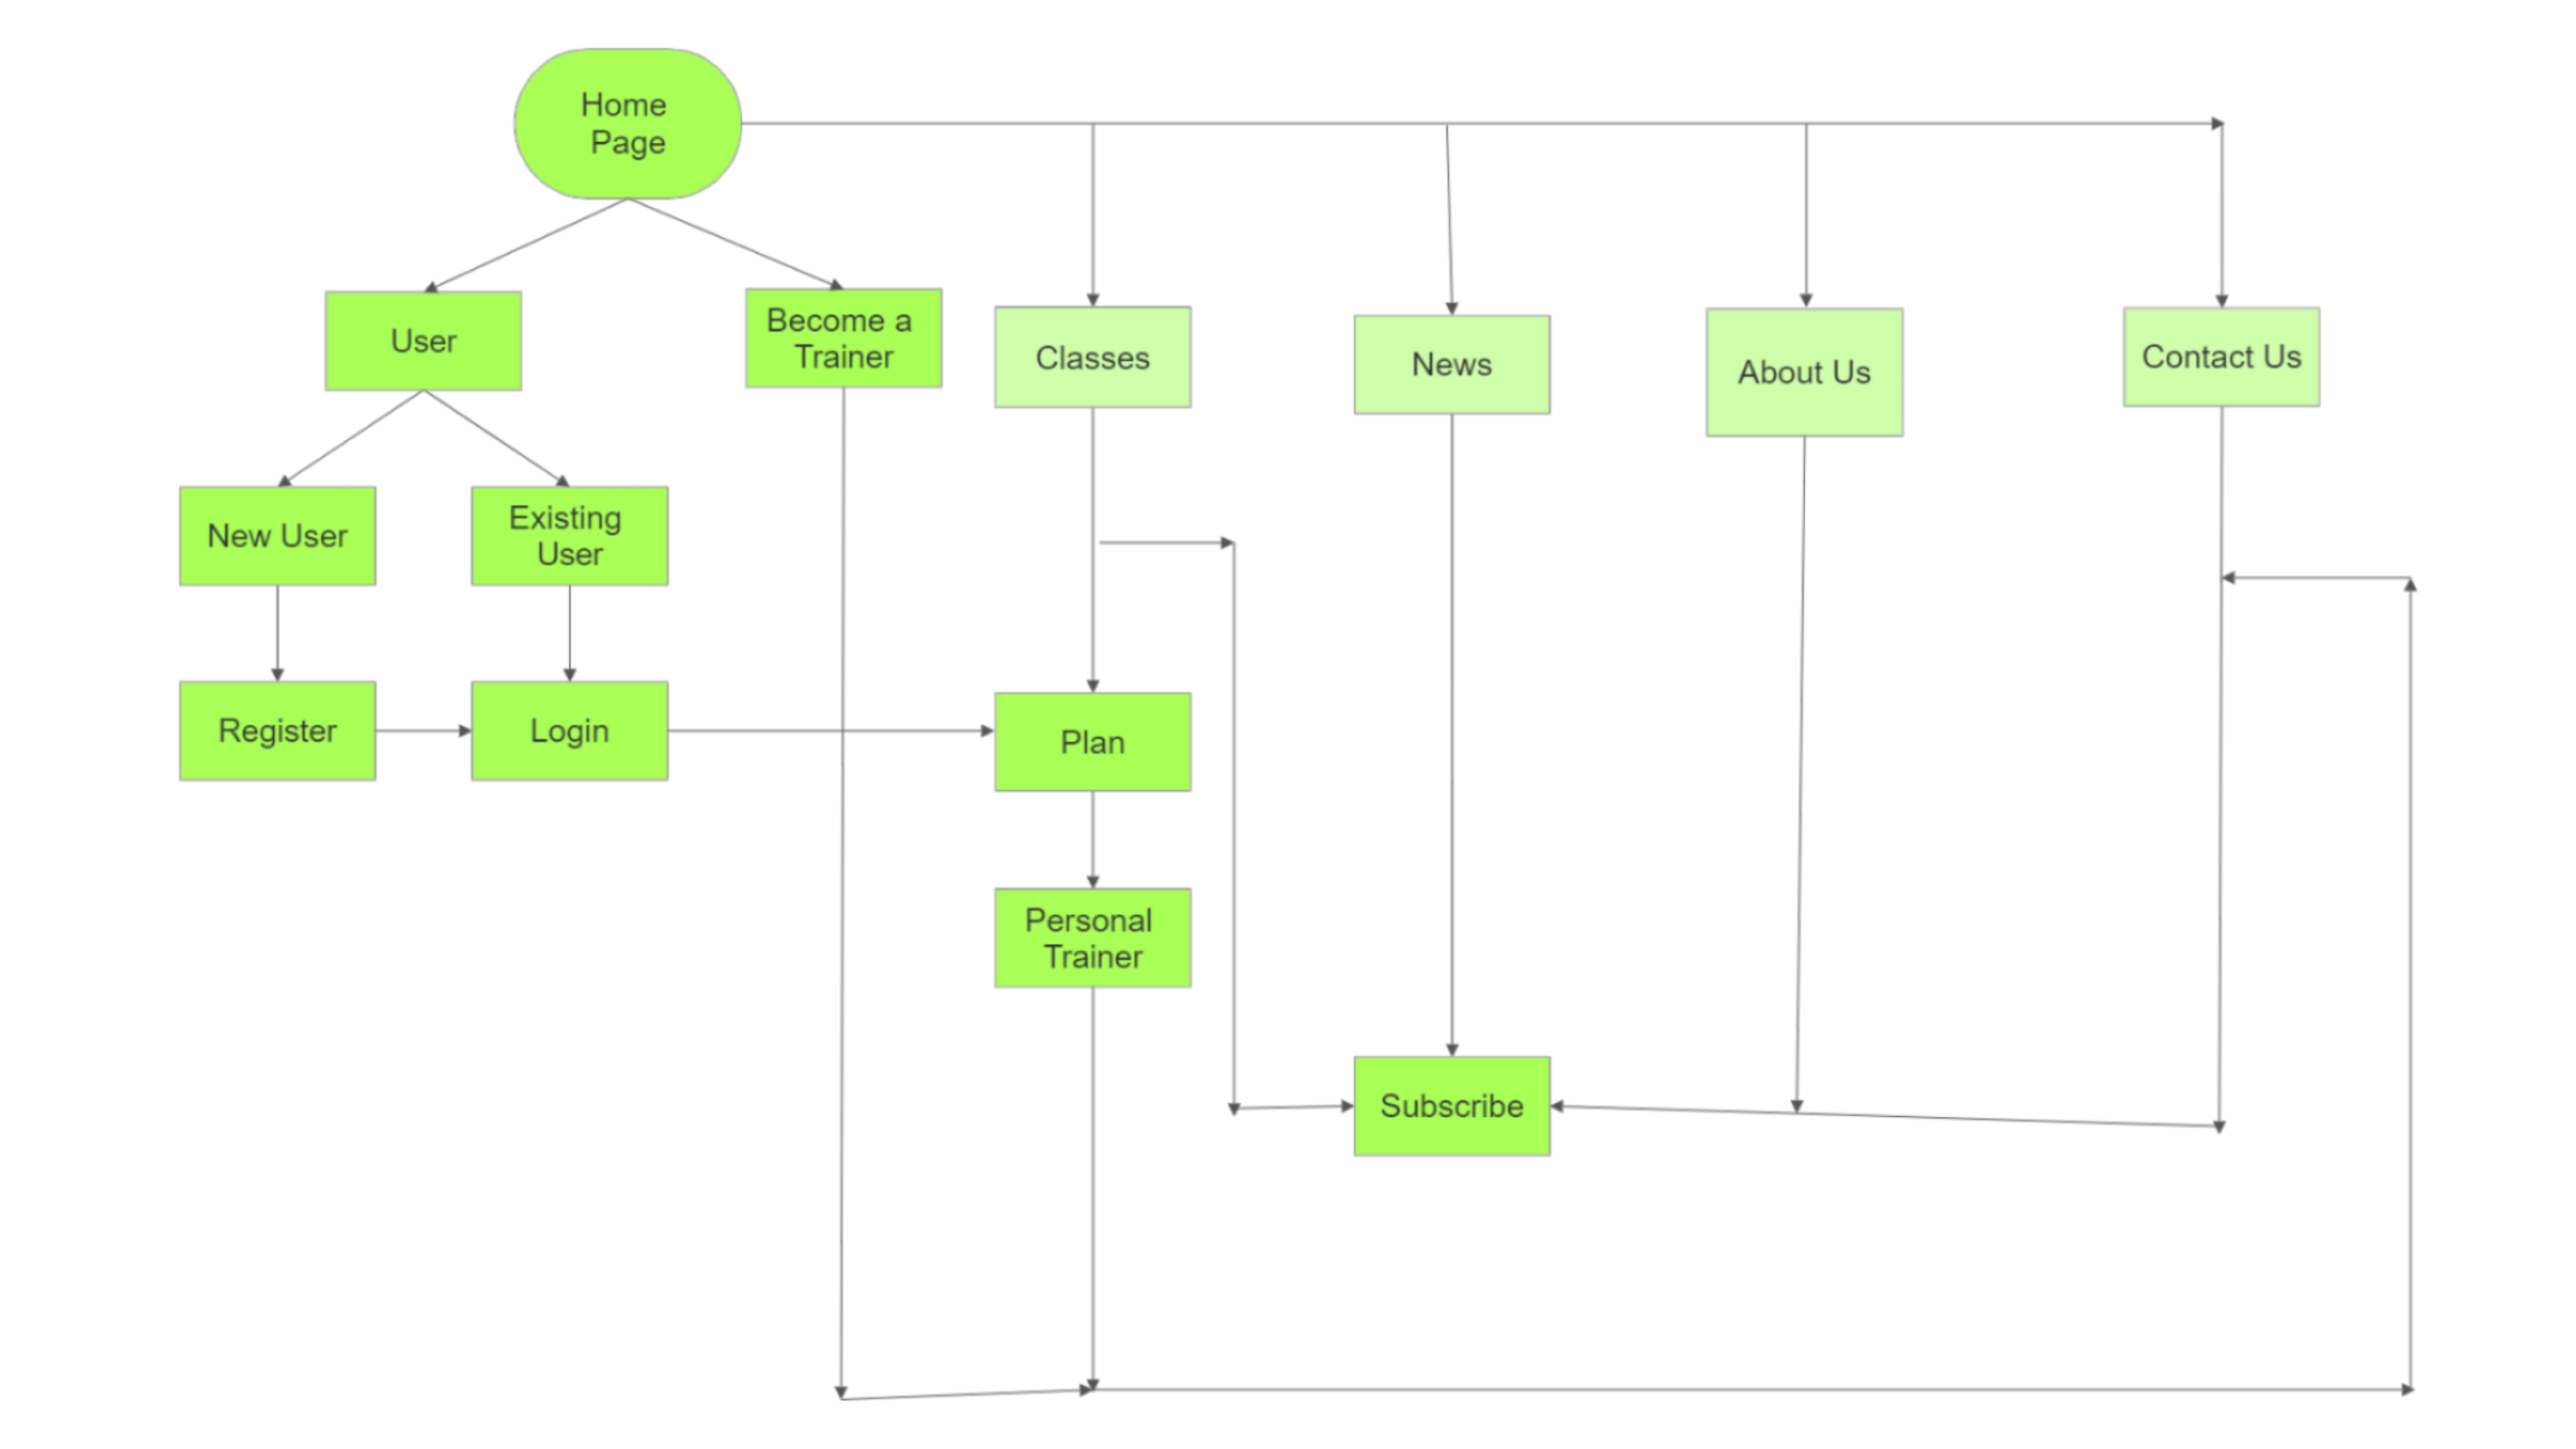 Home
Page
User
Become a
Trainer
Classes
News
About Us
Contact Us
New User
Existing
User
Register
Login
Plan
Personal
Trainer
Subscribe